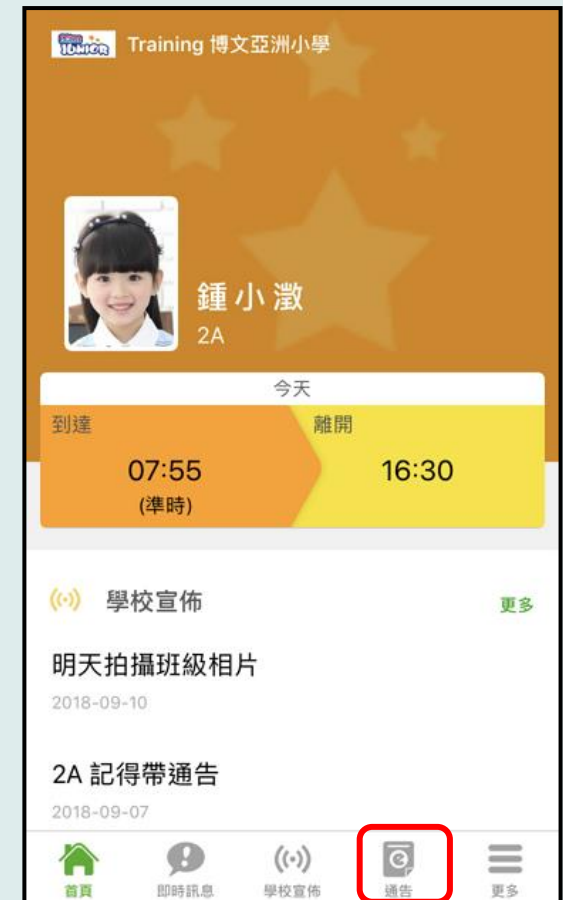 JUNIOR Training 博文亞洲小學
鍾小澂
2A
今天
到達 離開
07:55 16:30
(準時)
學校宣佈 更多
明天拍攝班級相片
2018-09-10
2A 記得帶通告
2018-09-07
首頁 即時訊息 學校宣佈 通告 更多